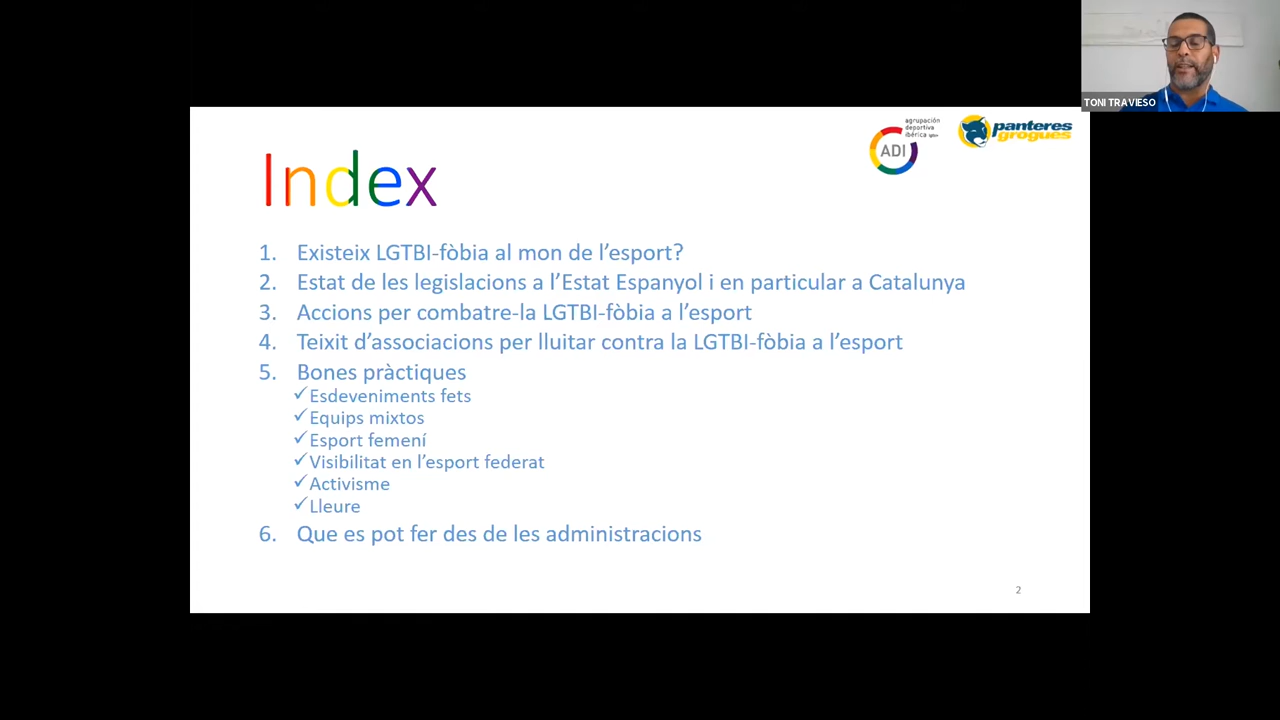 TONI TRAVIESO
agrupación
deportiva
ibérica lgtbi+
ADI
panteres
grogues
Index
1. Existeix LGTBI-fòbia al mon de l’esport?
2. Estat de les legislacions a l’Estat Espanyol i en particular a Catalunya
3. Accions per combatre-la LGTBI-fòbia a l’esport
4. Teixit d’associacions per lluitar contra la LGTBI-fòbia a l’esport
5. Bones pràctiques
✓Esdeveniments fets
✓Equips mixtos
✓Esport femení
✓Visibilitat en l’esport federat
✓Activisme
✓Lleure
6. Que es pot fer des de les administracions
2